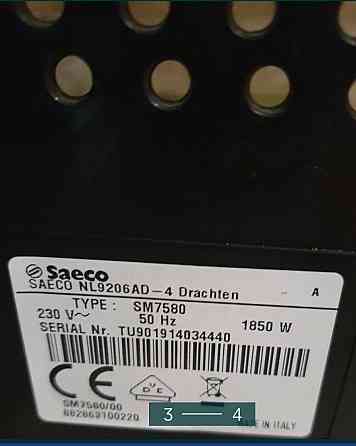 Saeco
SAECO NL9206AD-4 Drachten - A
TYPE: SM7580
230 V~ 50 Hz 1850 W
SERIAL Nr. TU901914034440
CE
SM7580/00
882863100220
3 — 4
MADE IN ITALY